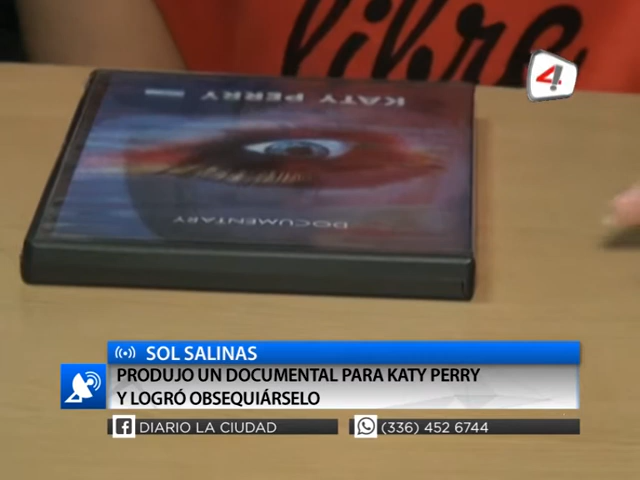 libre
4
KATY PERRY
DOCUMENTARY
SOL SALINAS
PRODUJO UN DOCUMENTAL PARA KATY PERRY
Y LOGRÓ OBSEQUIÁRSELO
DIARIO LA CIUDAD
(336) 452 6744